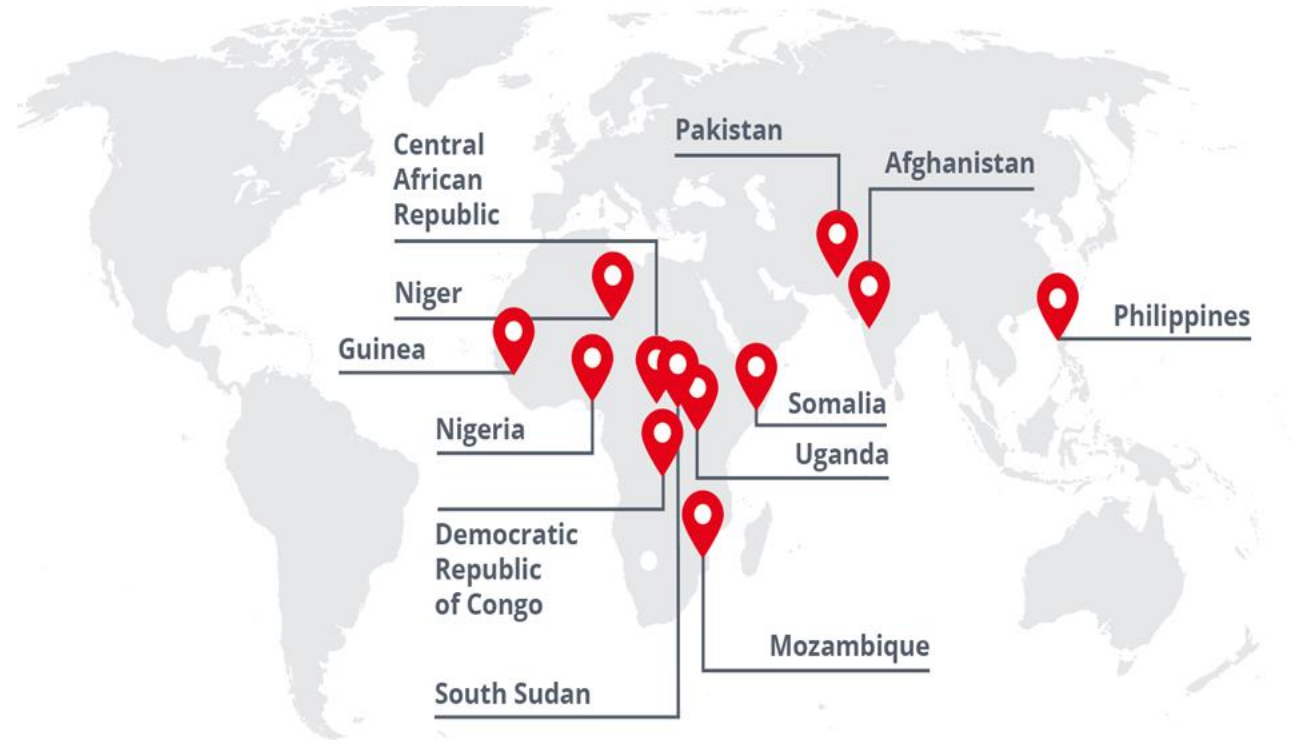 Pakistan
Central
African
Republic
Afghanistan
Niger
Philippines
Guinea
Somalia
Nigeria
Uganda
Democratic
Republic
of Congo
Mozambique
South Sudan